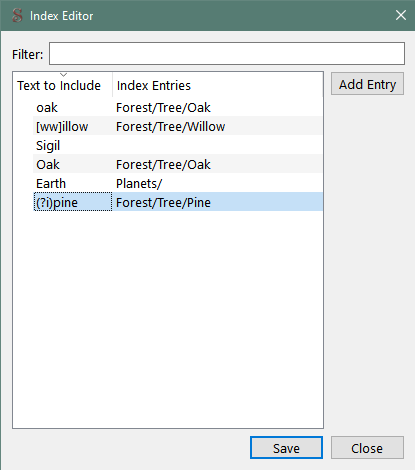 Index Editor
Filter:
Text to Include Index Entries Add Entry
oak Forest/Tree/Oak
[ww]illow Forest/Tree/Willow
Sigil
Oak Forest/Tree/Oak
Earth Planets/
(?i)pine Forest/Tree/Pine
Save Close